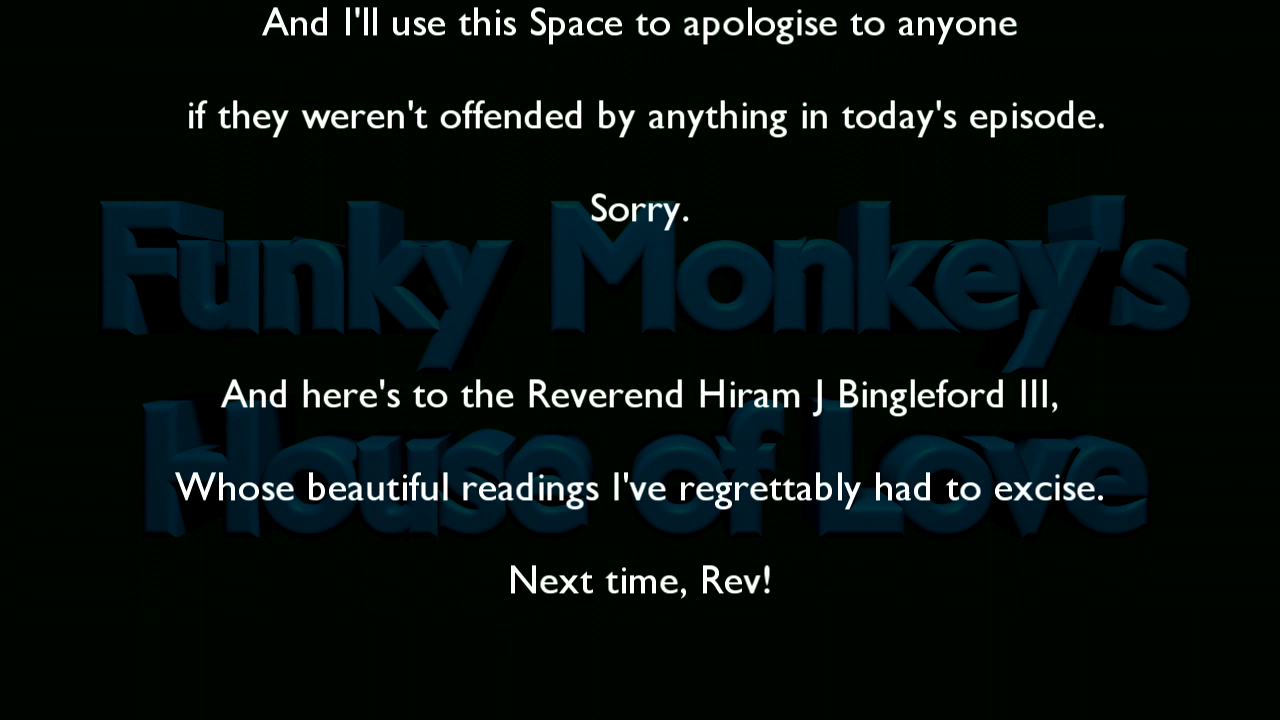 And I'll use this Space to apologise to anyone
if they weren't offended by anything in today's episode.
Sorry.
Funky Monkey's
And here's to the Reverend Hiram J Bingleford III,
House of Love
Whose beautiful readings I've regrettably had to excise.
Next time, Rev!